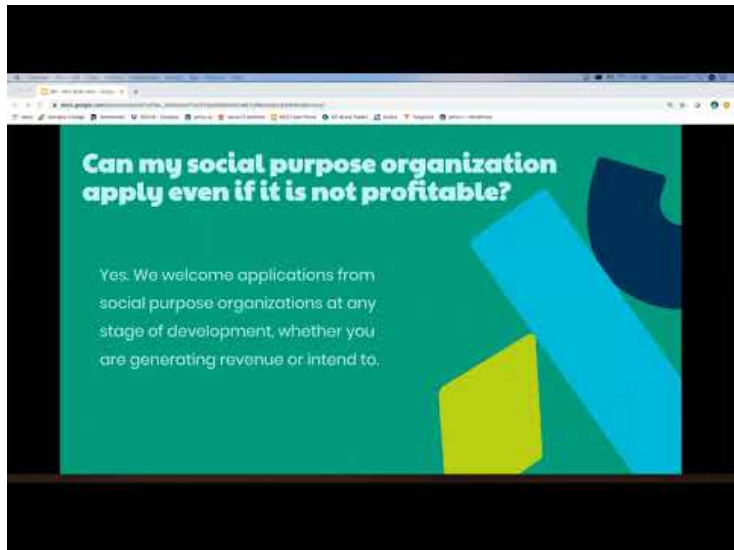 Can my social purpose organization
apply even if it is not profitable?
Yes. We welcome applications from
social purpose organizations at any
stage of development, whether you
are generating revenue or intend to.